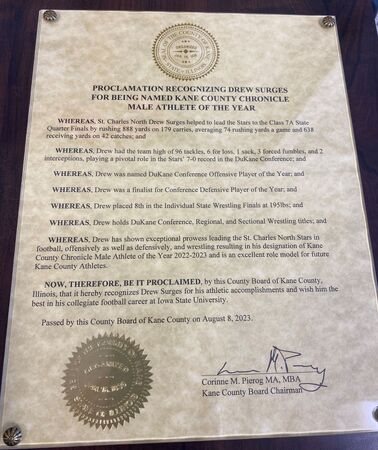 PROCLAMATION RECOGNIZING DREW SURGES
FOR BEING NAMED KANE COUNTY CHRONICLE
MALE ATHLETE OF THE YEAR
WHEREAS, St. Charles North Drew Surges helped to lead the Stars to the Class 7A State
Quarter Finals by rushing 888 yards on 179 carries, averaging 74 rushing yards a game and 638
receiving yards on 42 catches; and
WHEREAS, Drew had the team high of 96 tackles, 6 for loss, 1 sack, 3 forced fumbles, and 2
interceptions, playing a pivotal role in the Stars' 7-0 record in the DuKane Conference; and
WHEREAS, Drew was named DuKane Conference Offensive Player of the Year; and
WHEREAS, Drew was a finalist for Conference Defensive Player of the Year; and
WHEREAS, Drew placed 8th in the Individual State Wrestling Finals at 195lbs; and
WHEREAS, Drew holds DuKane Conference, Regional, and Sectional Wrestling titles; and
WHEREAS, Drew has shown exceptional prowess leading the St. Charles North Stars in
football, offensively as well as defensively, and wrestling resulting in his designation of Kane
County Chronicle Male Athlete of the Year 2022-2023 and is an excellent role model for future
Kane County Athletes.
NOW, THEREFORE, BE IT PROCLAIMED, by this County Board of Kane County,
Illinois, that it hereby recognizes Drew Surges for his athletic accomplishments and wish him the
best in his collegiate football career at Iowa State University.
Passed by this County Board of Kane County on August 8, 2023.
Corinne M. Pierog MA, MBA
Kane County Board Chairman